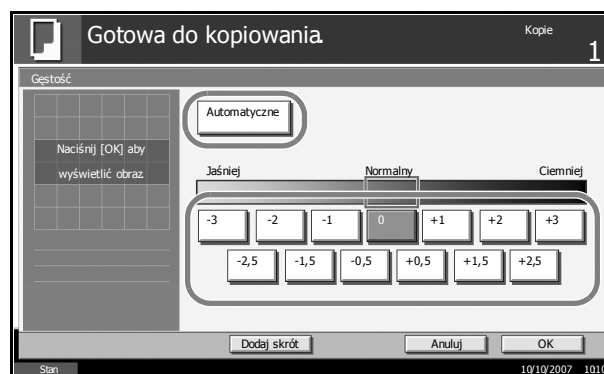 Gotowa do kopiowania.
Kopie
1
Gęstość
Automatyczne
Naciśnij [OK] aby
wyświetlić obraz
Jaśniej Normalny Ciemniej
-3 -2 -1 0 +1 +2 +3
-2,5 -1,5 -0,5 +0,5 +1,5 +2,5
Dodaj skrót Anuluj OK
Stan 10/10/2007 10:10